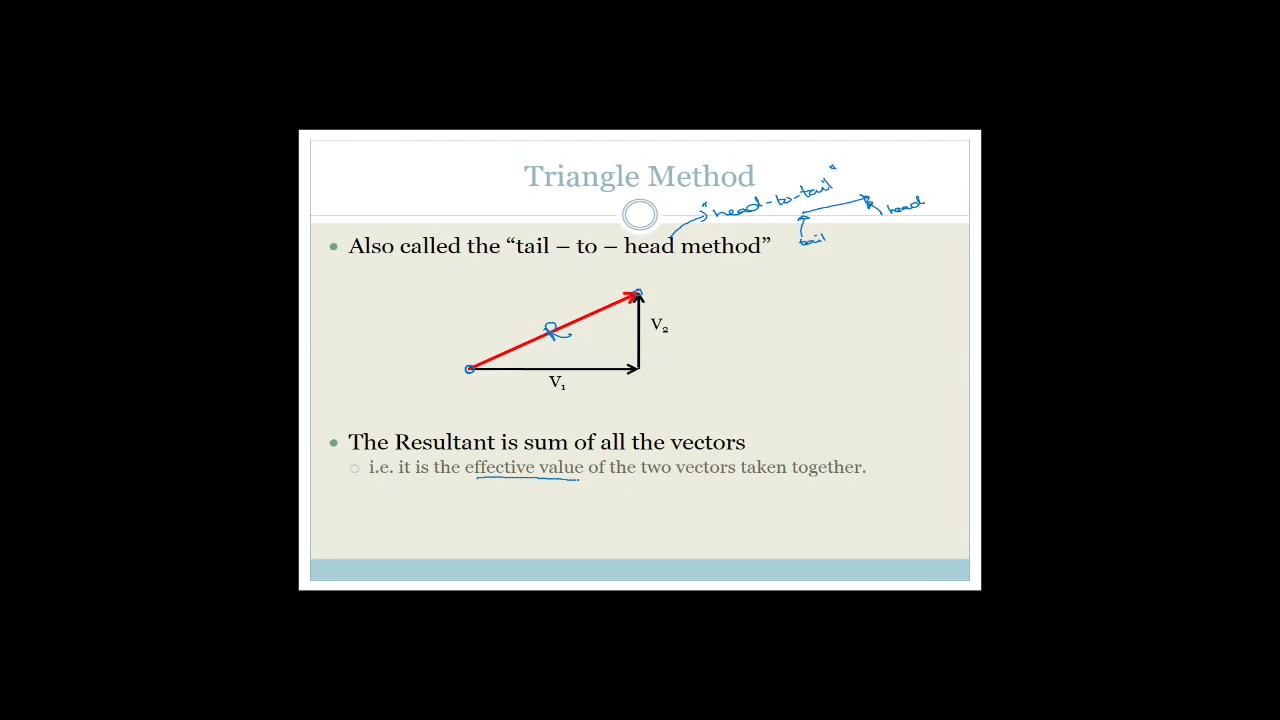 Triangle Method
"head-to-tail"
head
tail
• Also called the “tail – to – head method”
R
V₂
V₁
• The Resultant is sum of all the vectors
○ i.e. it is the effective value of the two vectors taken together.